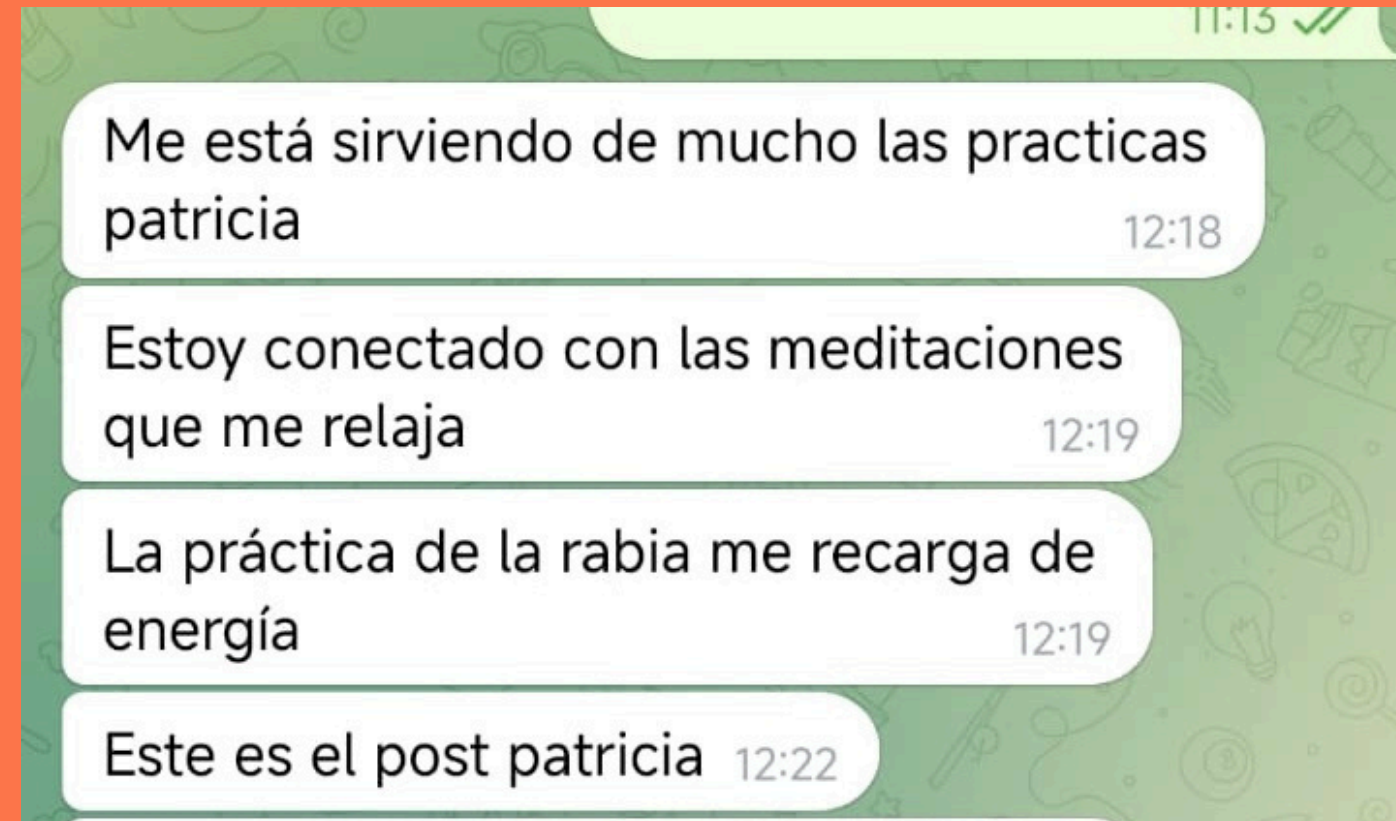 11:13
Me está sirviendo de mucho las practicas
patricia
12:18
Estoy conectado con las meditaciones
que me relaja
12:19
La práctica de la rabia me recarga de
energía
12:19
Este es el post patricia 12:22